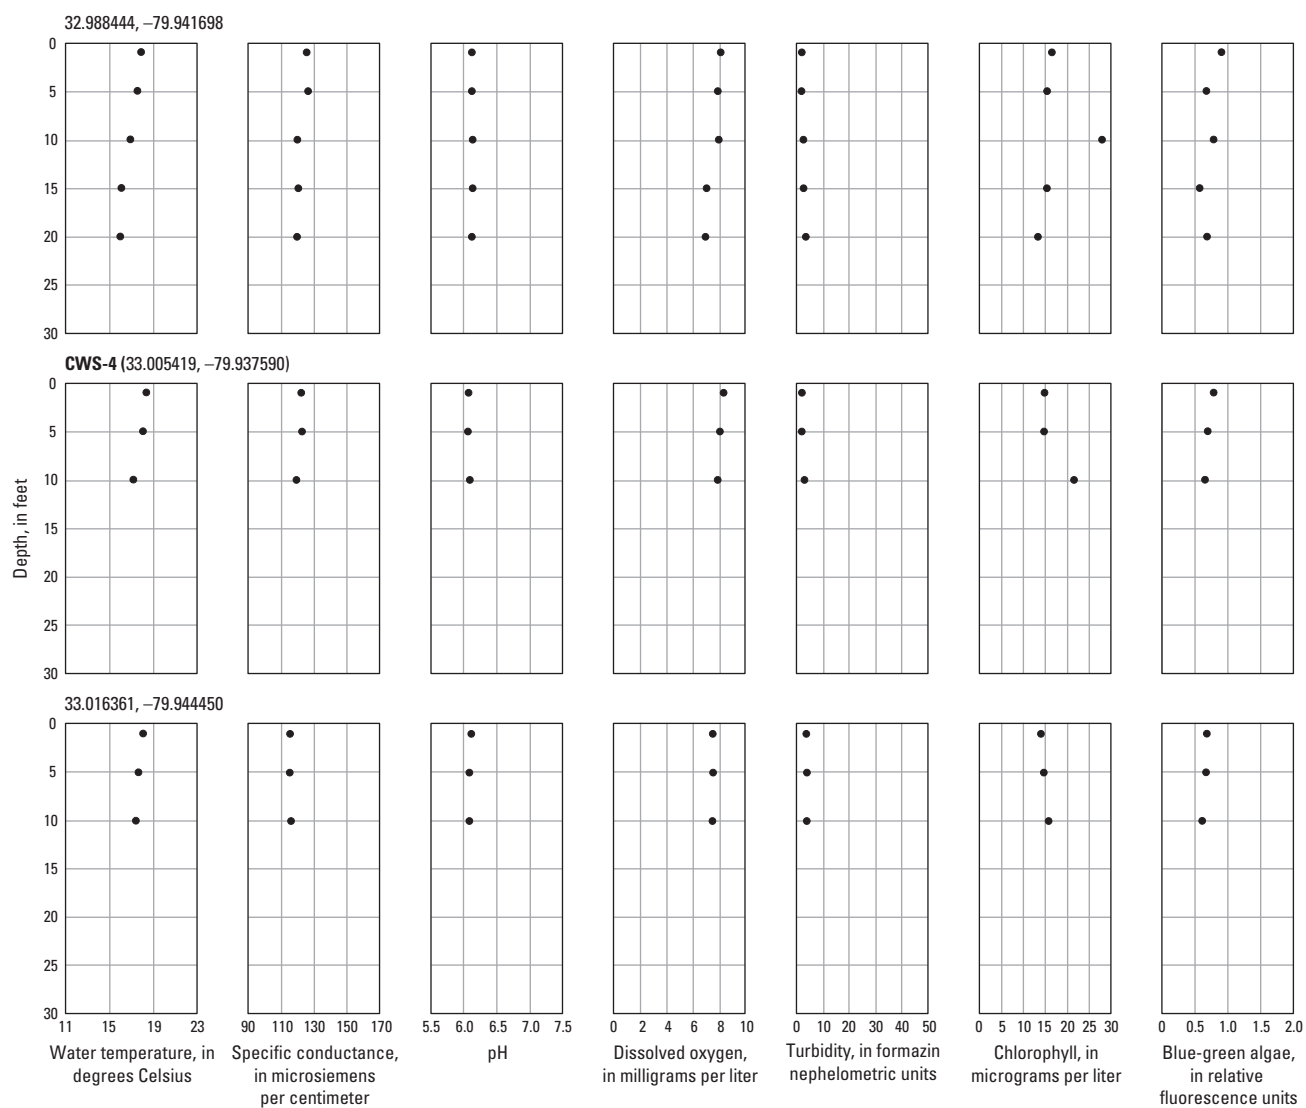 32.988444, –79.941698
0
5
10
15
20
25
30
CWS-4 (33.005419, –79.937590)
0
5
10
15
20
25
30
Depth, in feet
33.016361, –79.944450
0
5
10
15
20
25
30
11 15 19 23 90 110 130 150 170 5.5 6.0 6.5 7.0 7.5 0 2 4 6 8 10 0 10 20 30 40 50 0 5 10 15 20 25 30 0 0.5 1.0 1.5 2.0
Water temperature, in
degrees Celsius
Specific conductance,
in microsiemens
per centimeter
pH
Dissolved oxygen,
in milligrams per liter
Turbidity, in formazin
nephelometric units
Chlorophyll, in
micrograms per liter
Blue-green algae,
in relative
fluorescence units